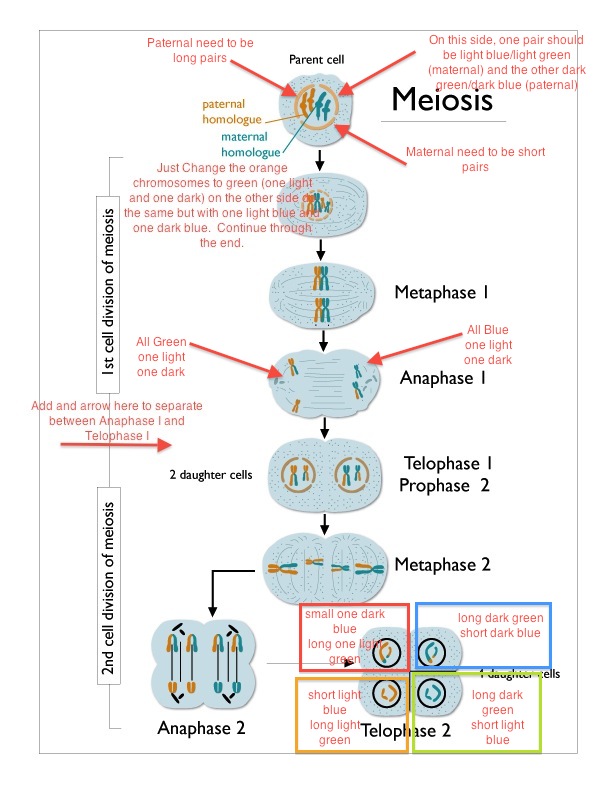 Paternal need to be
long pairs
Parent cell
On this side, one pair should
be light blue/light green
(maternal) and the other dark
green/dark blue (paternal)
Meiosis
paternal
homologue
maternal
homologue
Maternal need to be short
pairs
Just Change the orange
chromosomes to green (one light
and one dark) on the other side do
the same but with one light blue and
one dark blue. Continue through
the end.
1st cell division of meiosis
Metaphase 1
All Green
one light
one dark
All Blue
one light
one dark
Anaphase 1
Add and arrow here to separate
between Anaphase I and
Telophase I
2 daughter cells
Telophase 1
Prophase 2
2nd cell division of meiosis
Metaphase 2
small one dark
blue
long one light
green
long dark green
short dark blue
4 daughter cells
short light
blue
long light
green
long dark
green
short light
blue
Anaphase 2
Telophase 2